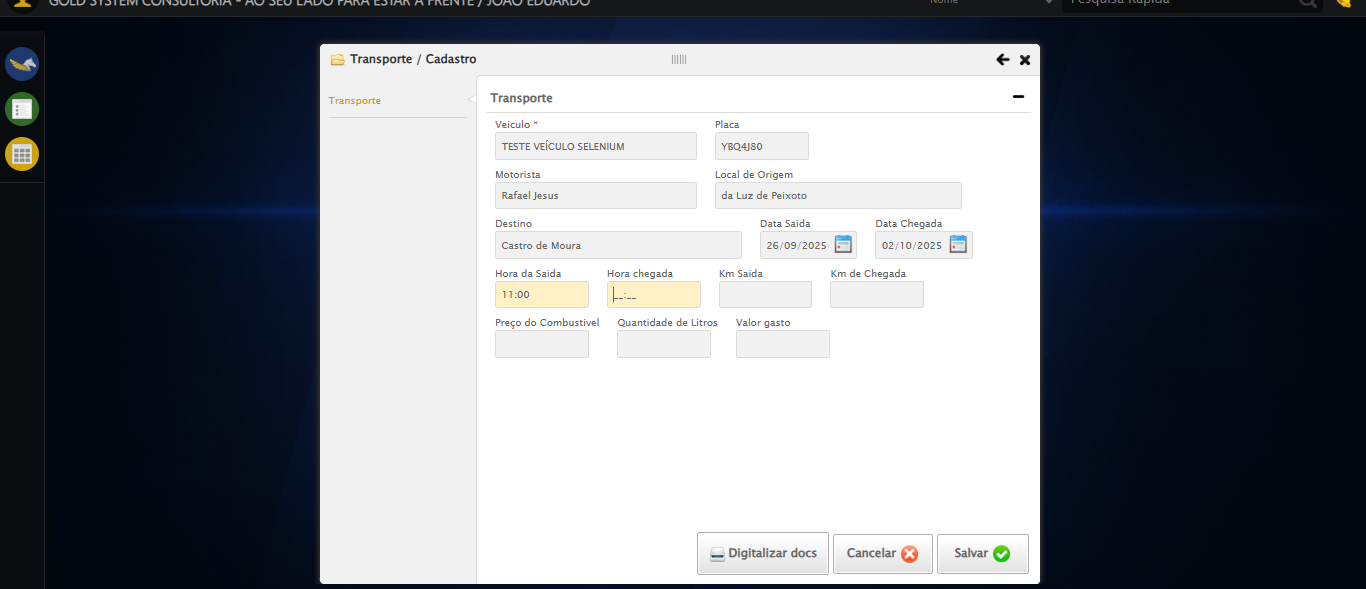 GOLD SYSTEM CONSULTORIA - AO SEU LADO PARA ESTAR À FRENTE / JOÃO EDUARDO
Nome
Pesquisa Rápida
Transporte / Cadastro
Transporte
Transporte
Veiculo *
Placa
TESTE VEÍCULO SELENIUM
YBQ4J80
Motorista
Local de Origem
Rafael Jesus
da Luz de Peixoto
Destino
Data Saida
Data Chegada
Castro de Moura
26/09/2025
02/10/2025
Hora da Saida
Hora chegada
Km Saida
Km de Chegada
11:00
__:__
Preço do Combustivel
Quantidade de Litros
Valor gasto
Digitalizar docs
Cancelar
Salvar